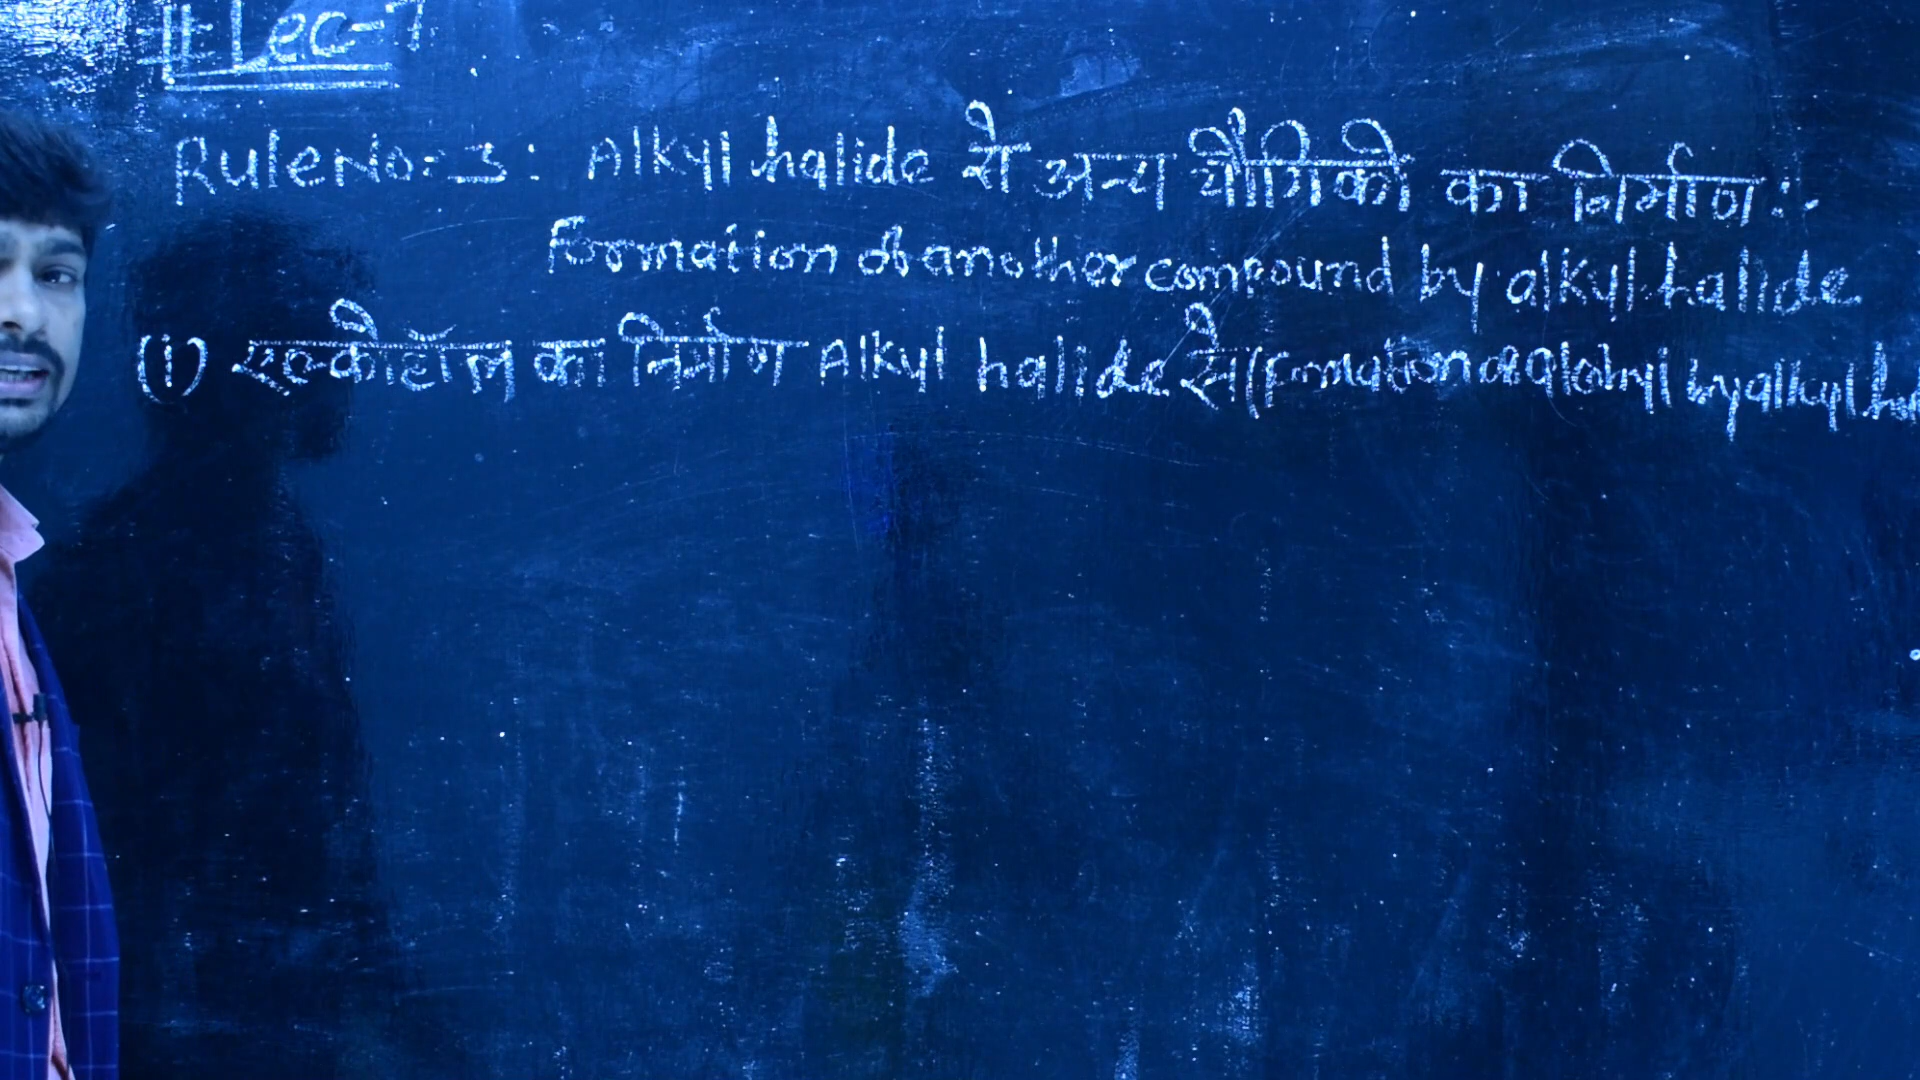 # Lec-7
Rule No:-3: Alkyl halide से अन्य यौगिको का निर्माण :-
Formation of another compound by alkyl halide
(i) एल्कोहॉल का निर्माण Alkyl halide से (Formation of by alkyl